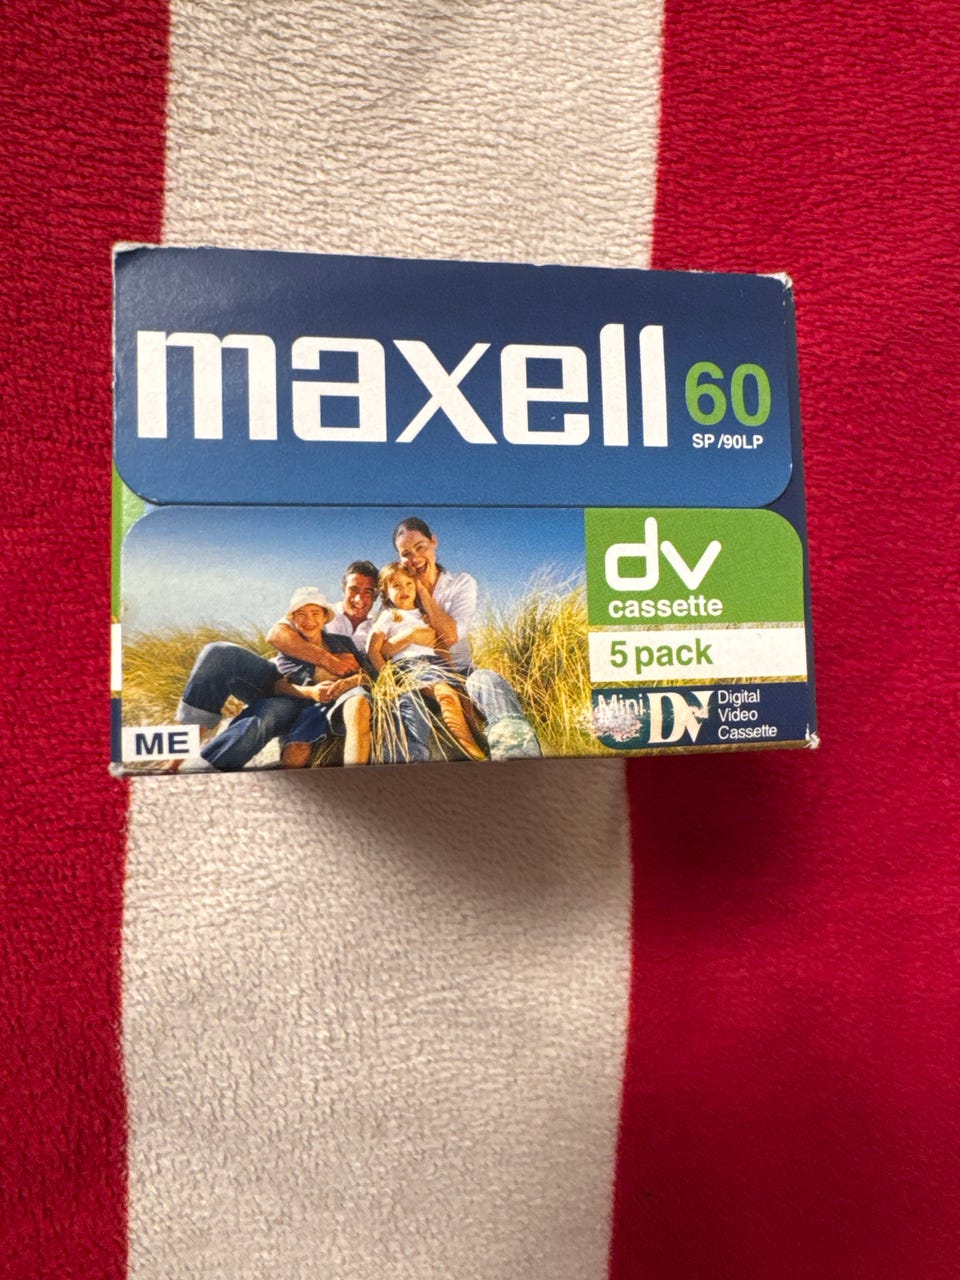 maxell
60
SP/90LP
dv
cassette
5 pack
Mini DV
Digital
Video
Cassette
ME